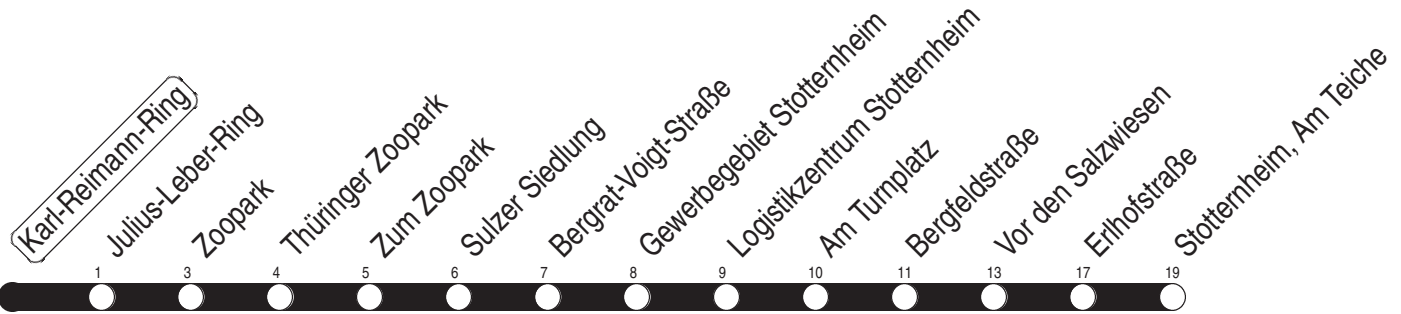 Karl-Reimann-Ring
Julius-Leber-Ring
Zoopark
Thüringer Zoopark
Zum Zoopark
Sulzer Siedlung
Bergrat-Voigt-Straße
Gewerbegebiet Stotternheim
Logistikzentrum Stotternheim
Am Turnplatz
Bergfeldstraße
Vor den Salzwiesen
Erlhofstraße
Stotternheim, Am Teiche
1 3 4 5 6 7 8 9 10 11 13 17 19